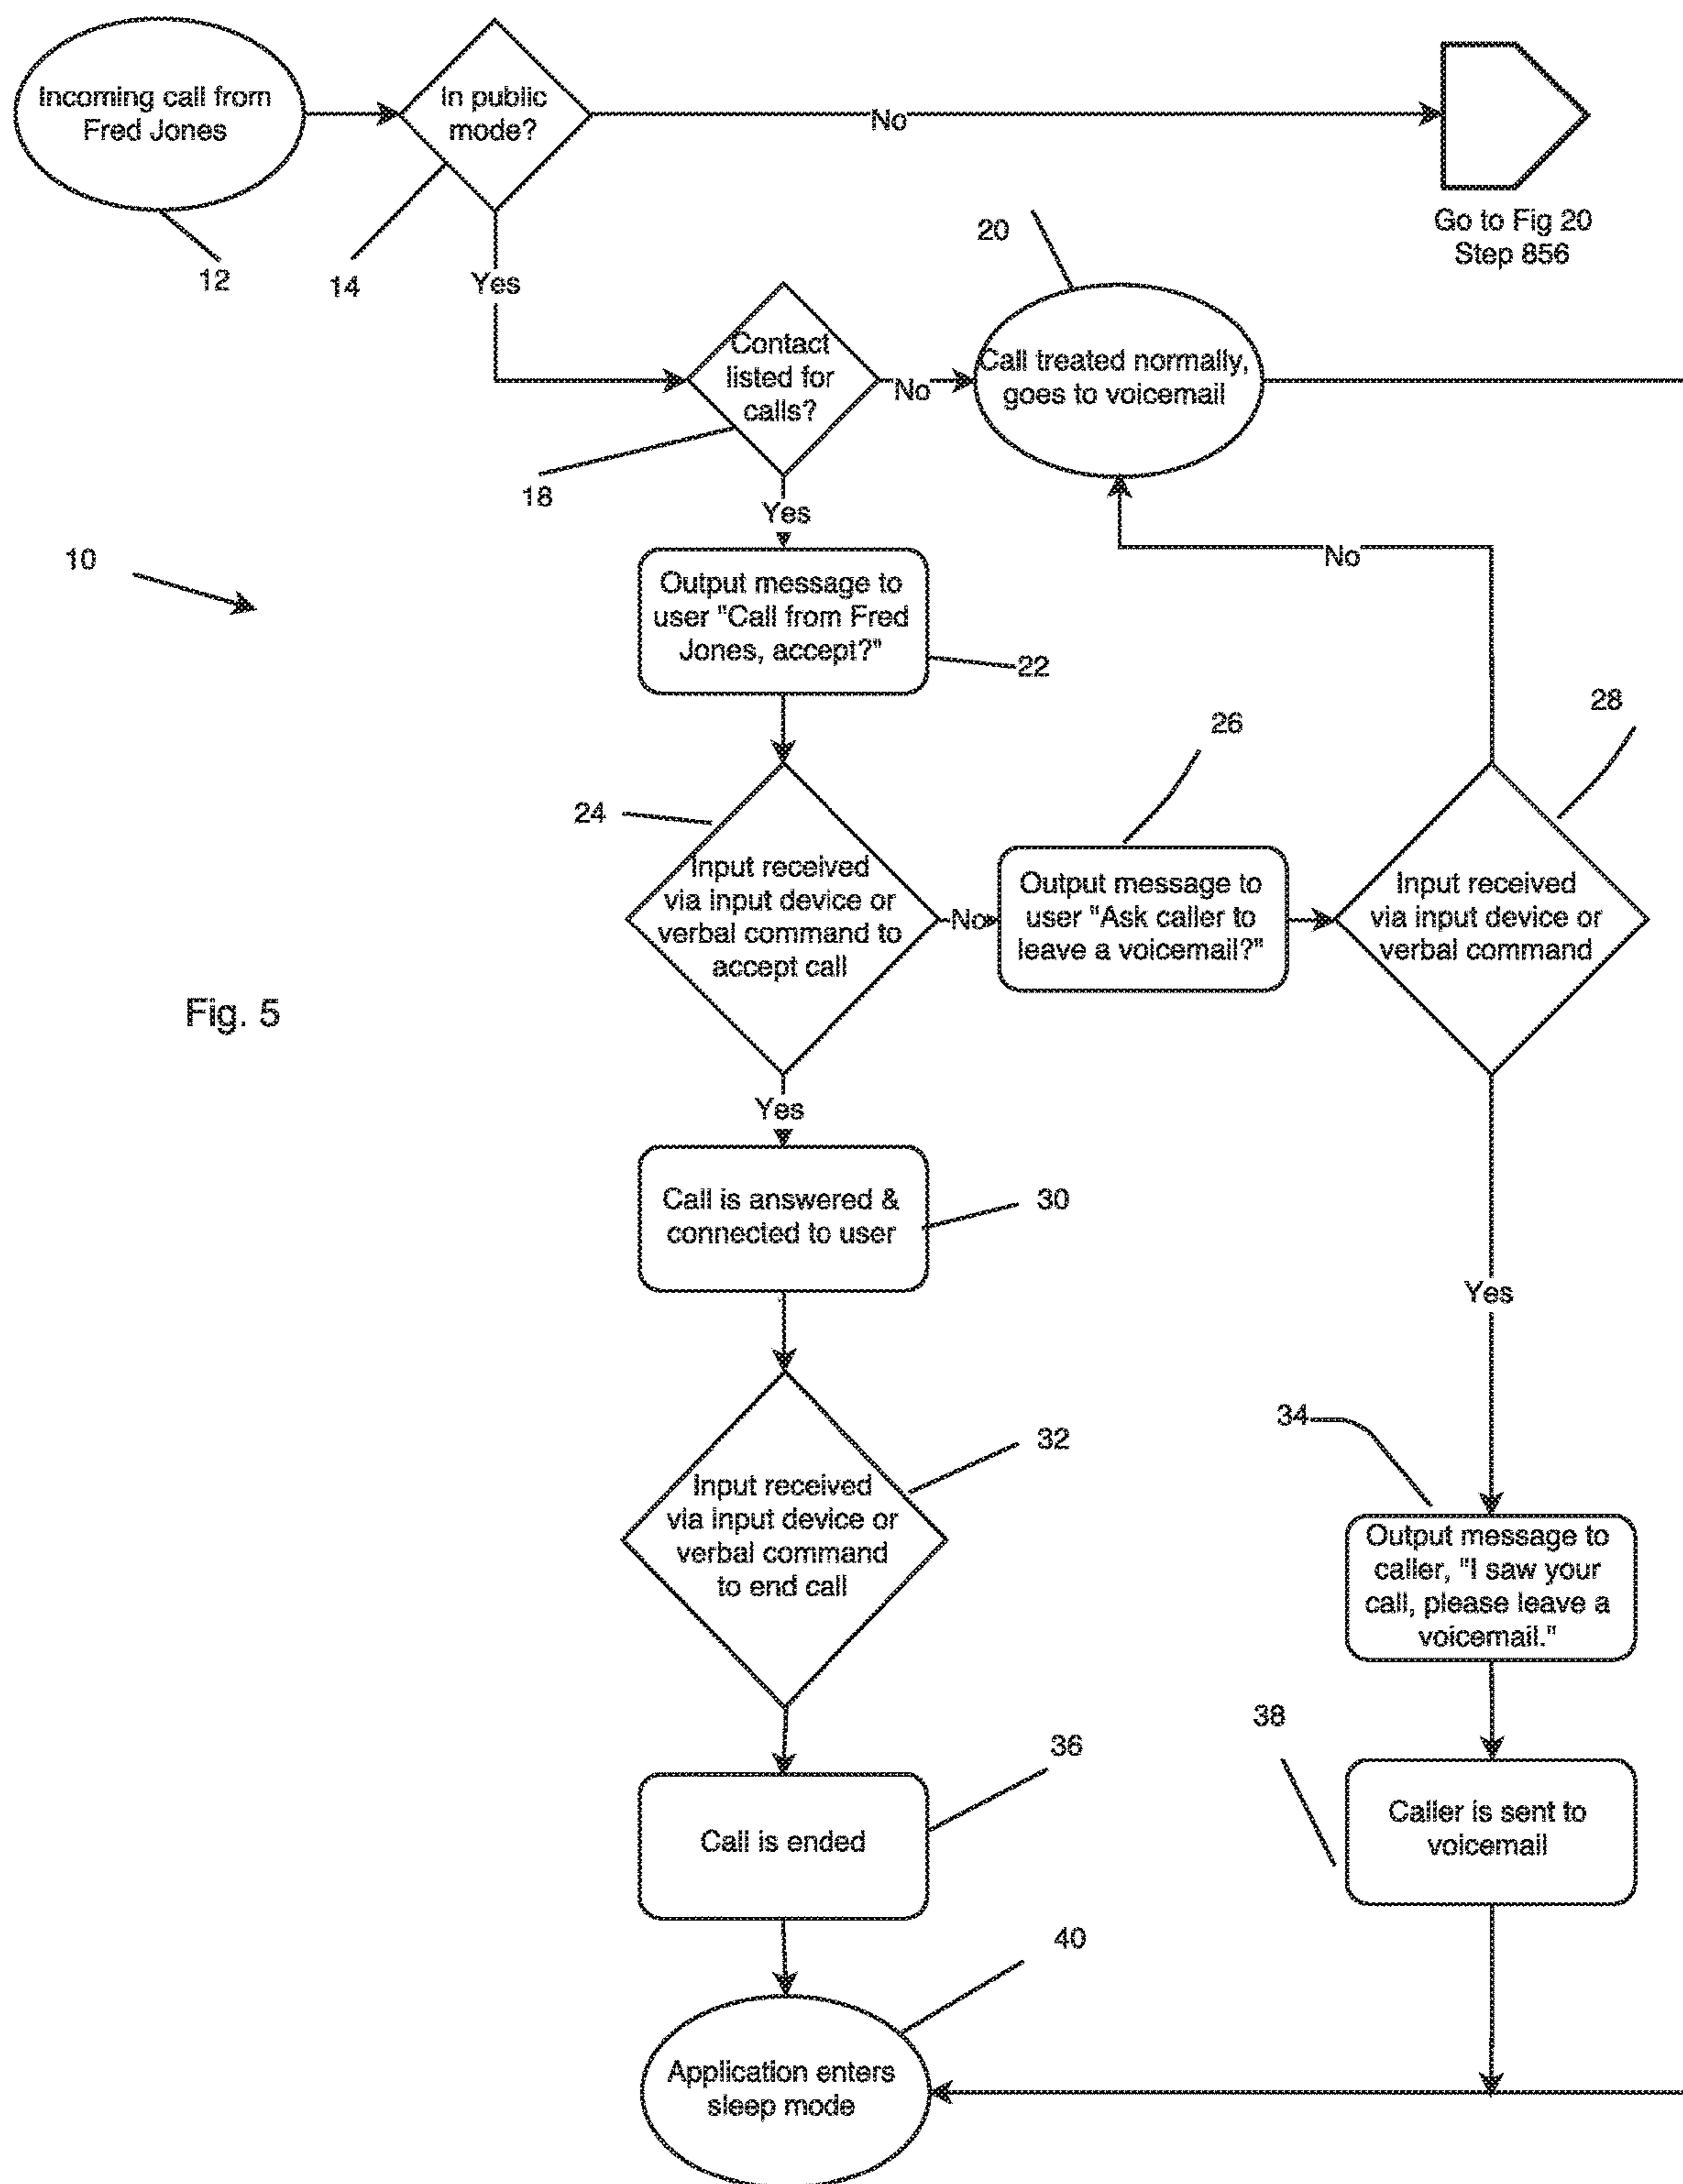 Incoming call from
Fred Jones
In public
mode?
No
Go to Fig 20
Step 856
12
14
Yes
20
Contact
listed for
calls?
No
Call treated normally,
goes to voicemail
18
Yes
No
10
Output message to
user "Call from Fred
Jones, accept?"
22
28
26
24
Input received
via input device or
verbal command to
accept call
No
Output message to
user "Ask caller to
leave a voicemail?"
Input received
via input device or
verbal command
Fig. 5
Yes
Call is answered &
connected to user
30
Yes
34
32
Input received
via input device or
verbal command
to end call
Output message to
caller, "I saw your
call, please leave a
voicemail."
38
36
Call is ended
Caller is sent to
voicemail
40
Application enters
sleep mode